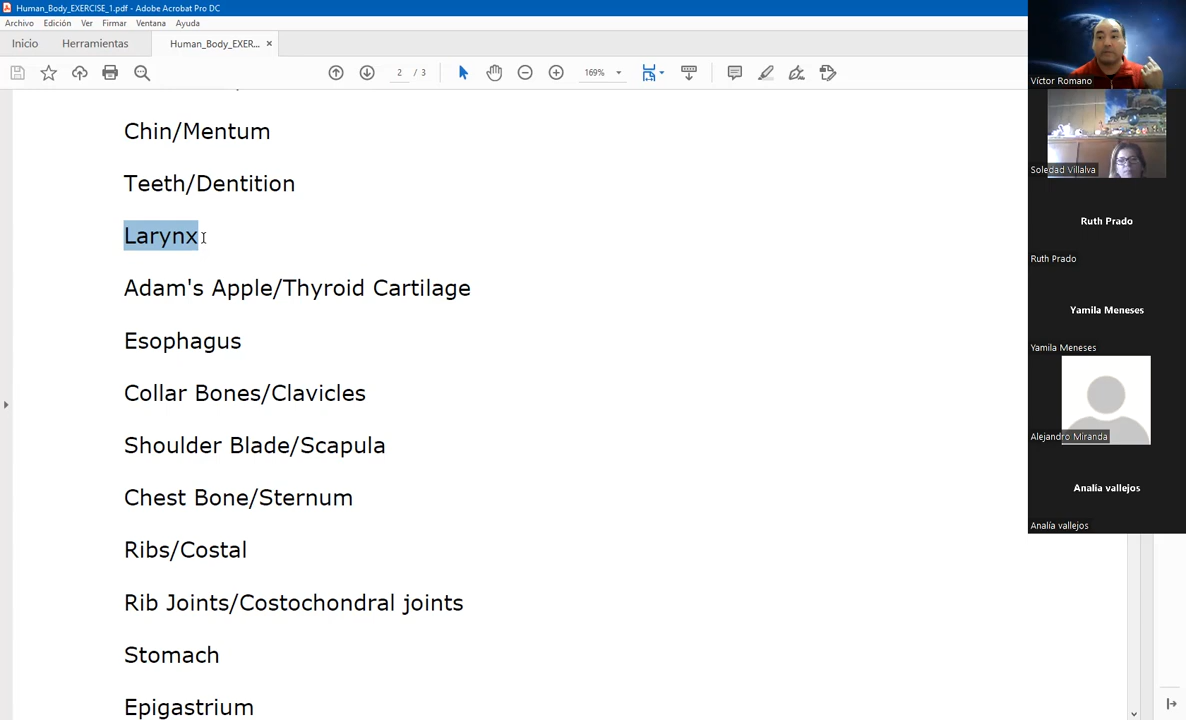 Human_Body_EXERCISE_1.pdf - Adobe Acrobat Pro DC
Archivo Edición Ver Firmar Ventana Ayuda
Inicio Herramientas Human_Body_EXER... ×
2 / 3 169%
Chin/Mentum
Teeth/Dentition
Larynx
Adam's Apple/Thyroid Cartilage
Esophagus
Collar Bones/Clavicles
Shoulder Blade/Scapula
Chest Bone/Sternum
Ribs/Costal
Rib Joints/Costochondral joints
Stomach
Epigastrium
Víctor Romano
Soledad Villalva
Ruth Prado
Ruth Prado
Yamila Meneses
Yamila Meneses
Alejandro Miranda
Analía vallejos
Analía vallejos